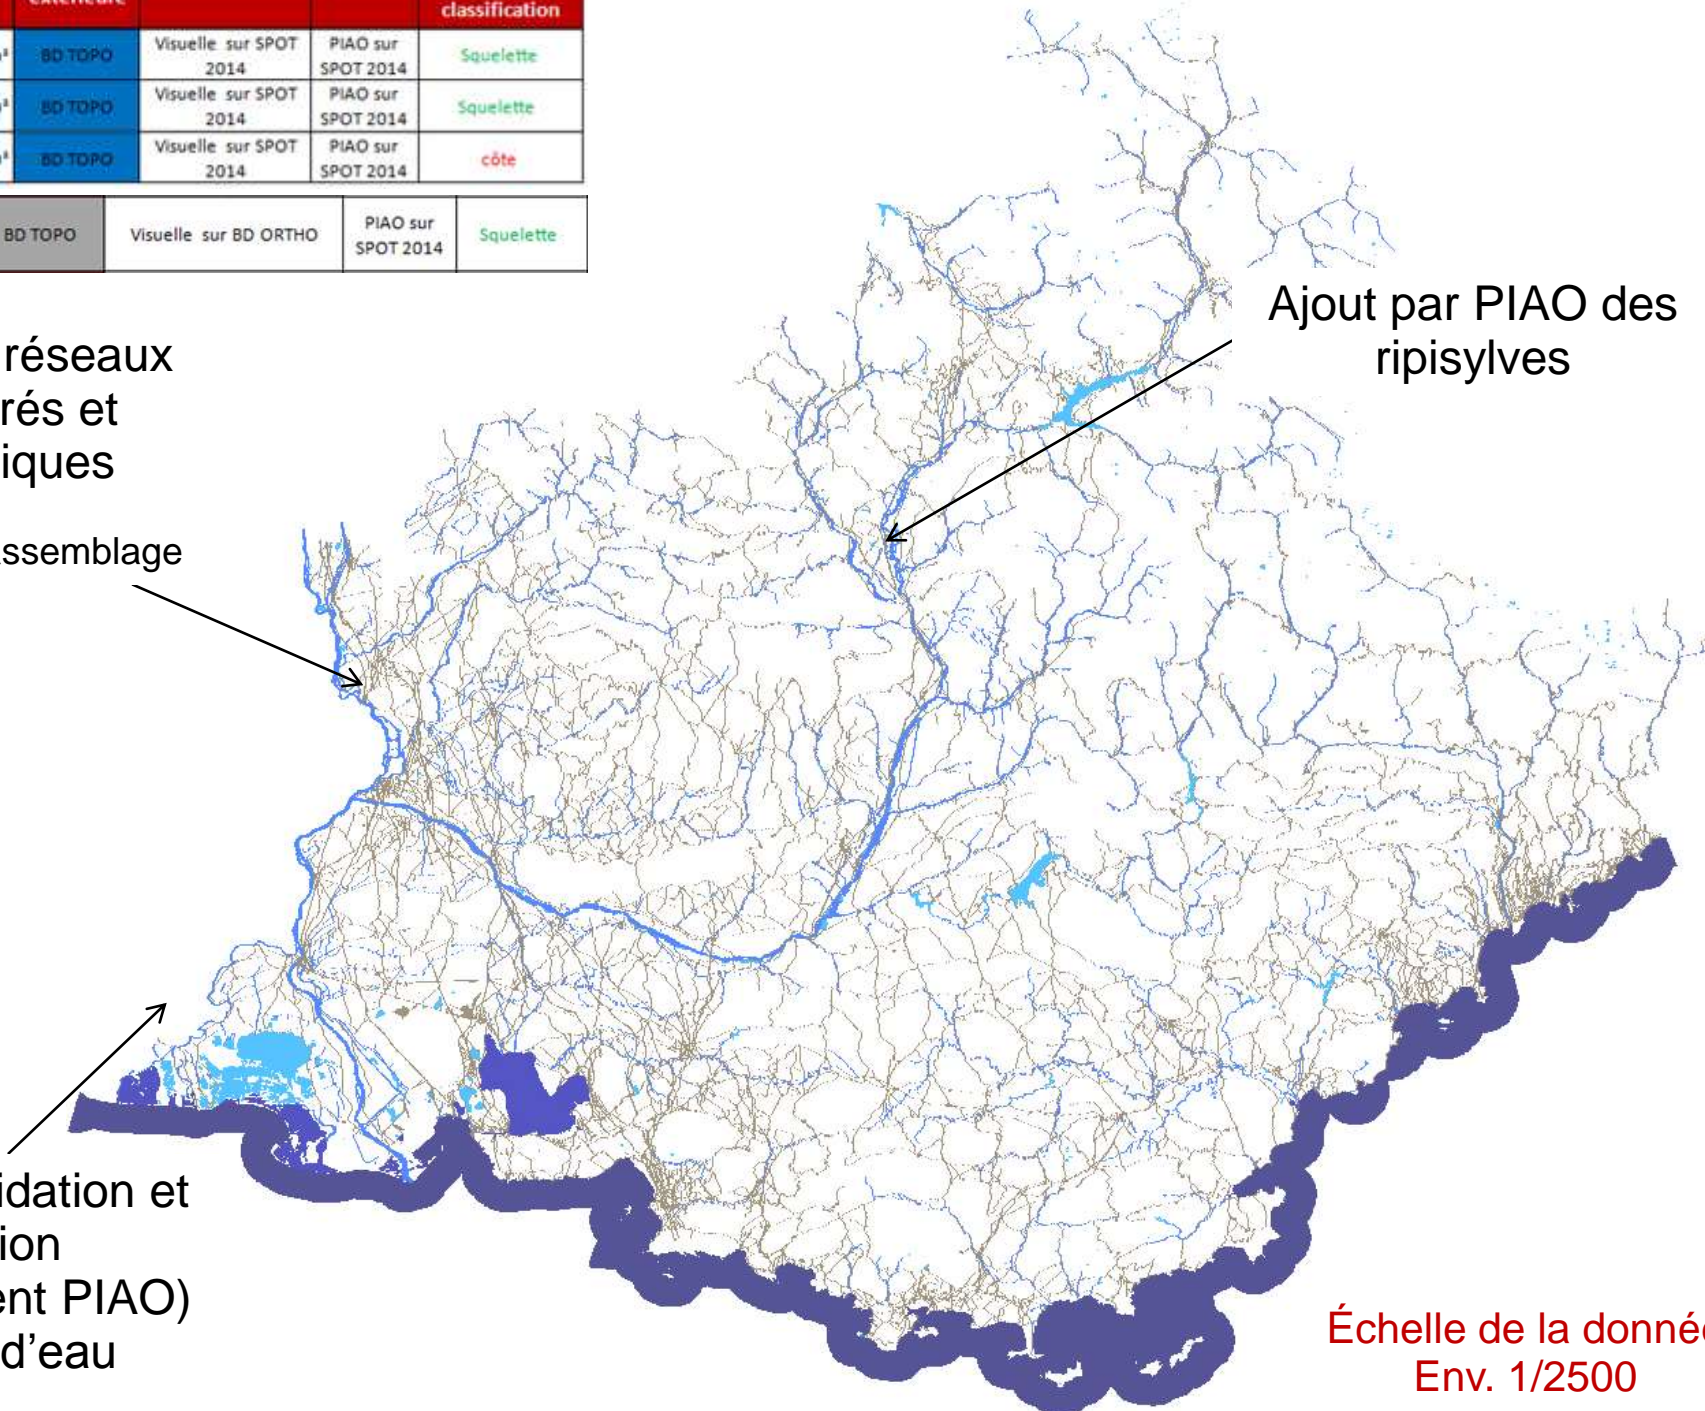 extérieure
classification
BD TOPO Visuelle sur SPOT 2014 PIAO sur SPOT 2014 Squelette
BD TOPO Visuelle sur SPOT 2014 PIAO sur SPOT 2014 Squelette
BD TOPO Visuelle sur SPOT 2014 PIAO sur SPOT 2014 côte
BD TOPO Visuelle sur BD ORTHO PIAO sur SPOT 2014 Squelette
Ajout par PIAO des
ripisylves
réseaux
rés et
iques
ssemblage
idation et
ion
ent PIAO)
d’eau
Échelle de la donnée
Env. 1/2500